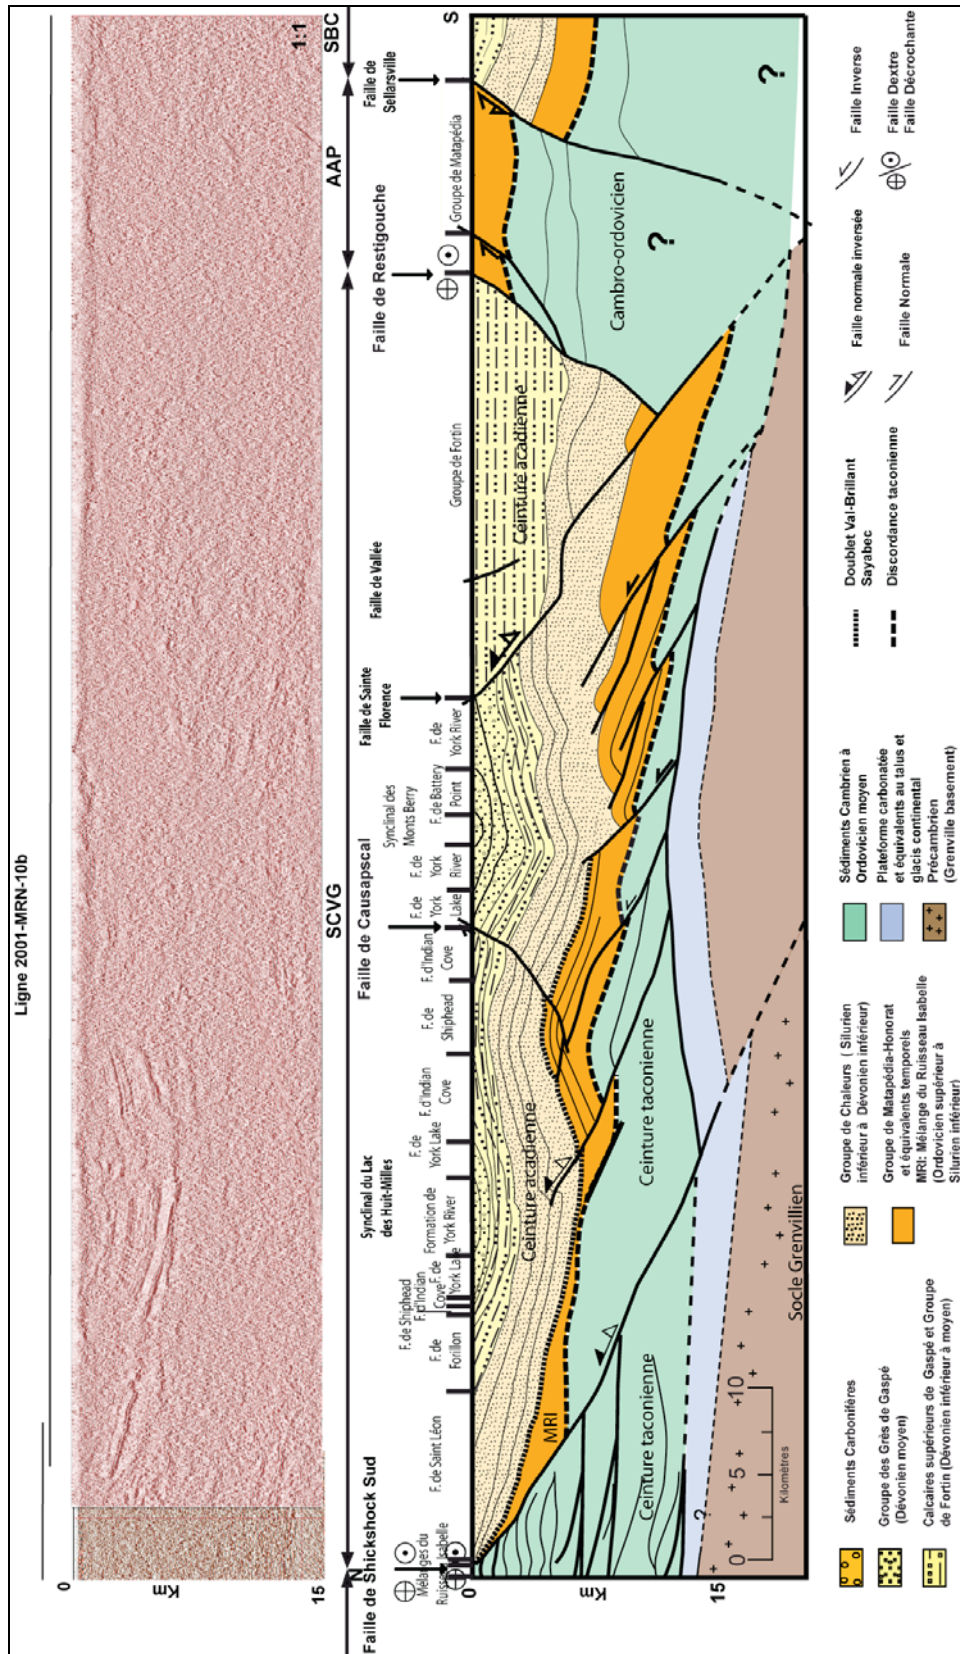 Ligne 2001-MRN-10b
0
Km
15
1:1
SCVG
AAP
SBC
Faille de Shickshock Sud
Faille de Causapscal
Faille de Sainte
Florence
Faille de Vallée
Faille de Restigouche
Faille de
Sellarsville
Synclinal du Lac
des Huit-Milles
Synclinal des
Monts Berry
N
S
Mélanges du
Ruisseau Isabelle
F. de Saint Léon
F. de
Forillon
F. de Shiphead
F. d'Indian
Cove
F. de
York Lake
Formation de
York River
F. de
York Lake
F. d'Indian
Cove
F. de
Shiphead
F. d'Indian
Cove
F. de
York
Lake
F. de
York
River
F. de Battery
Point
F. de
York River
Groupe de Fortin
Groupe de Matapédia
0
Km
15
MRI
Ceinture acadienne
Ceinture acadienne
Ceinture taconienne
Ceinture taconienne
Cambro-ordovicien
?
?
?
Socle Grenvillien
0
5
10
Kilomètres
Sédiments Carbonifères
Groupe des Grès de Gaspé
(Dévonien moyen)
Calcaires supérieures de Gaspé et Groupe
de Fortin (Dévonien inférieur à moyen)
Groupe de Chaleurs ( Silurien
inférieur à Dévonien inférieur)
Groupe de Matapédia-Honorat
et équivalents temporels
MRI: Mélange du Ruisseau Isabelle
(Ordovicien supérieur à
Silurien inférieur)
Sédiments Cambrien à
Ordovicien moyen
Plateforme carbonatée
et équivalents au talus et
glacis continental
Précambrien
(Grenville basement)
Doublet Val-Brillant
Sayabec
Discordance taconienne
Faille normale inversée
Faille Normale
Faille Inverse
Faille Dextre
Faille Décrochante